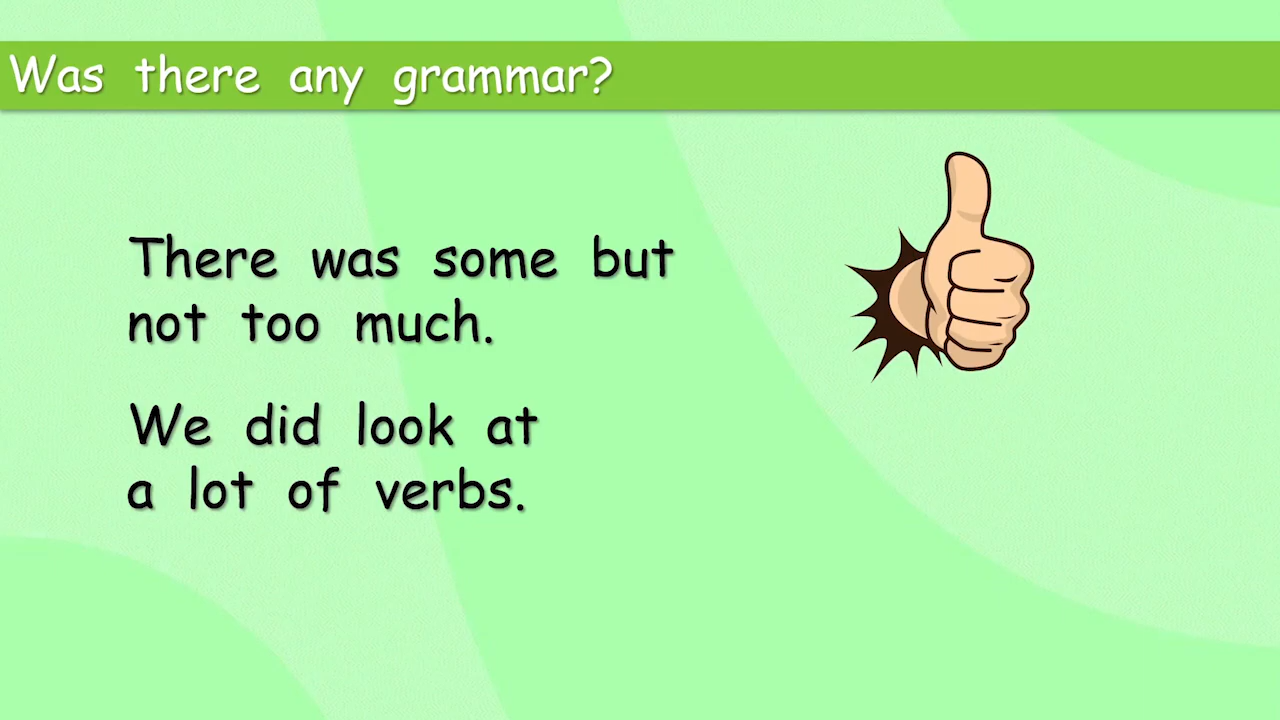 Was there any grammar?
There was some but
not too much.
We did look at
a lot of verbs.